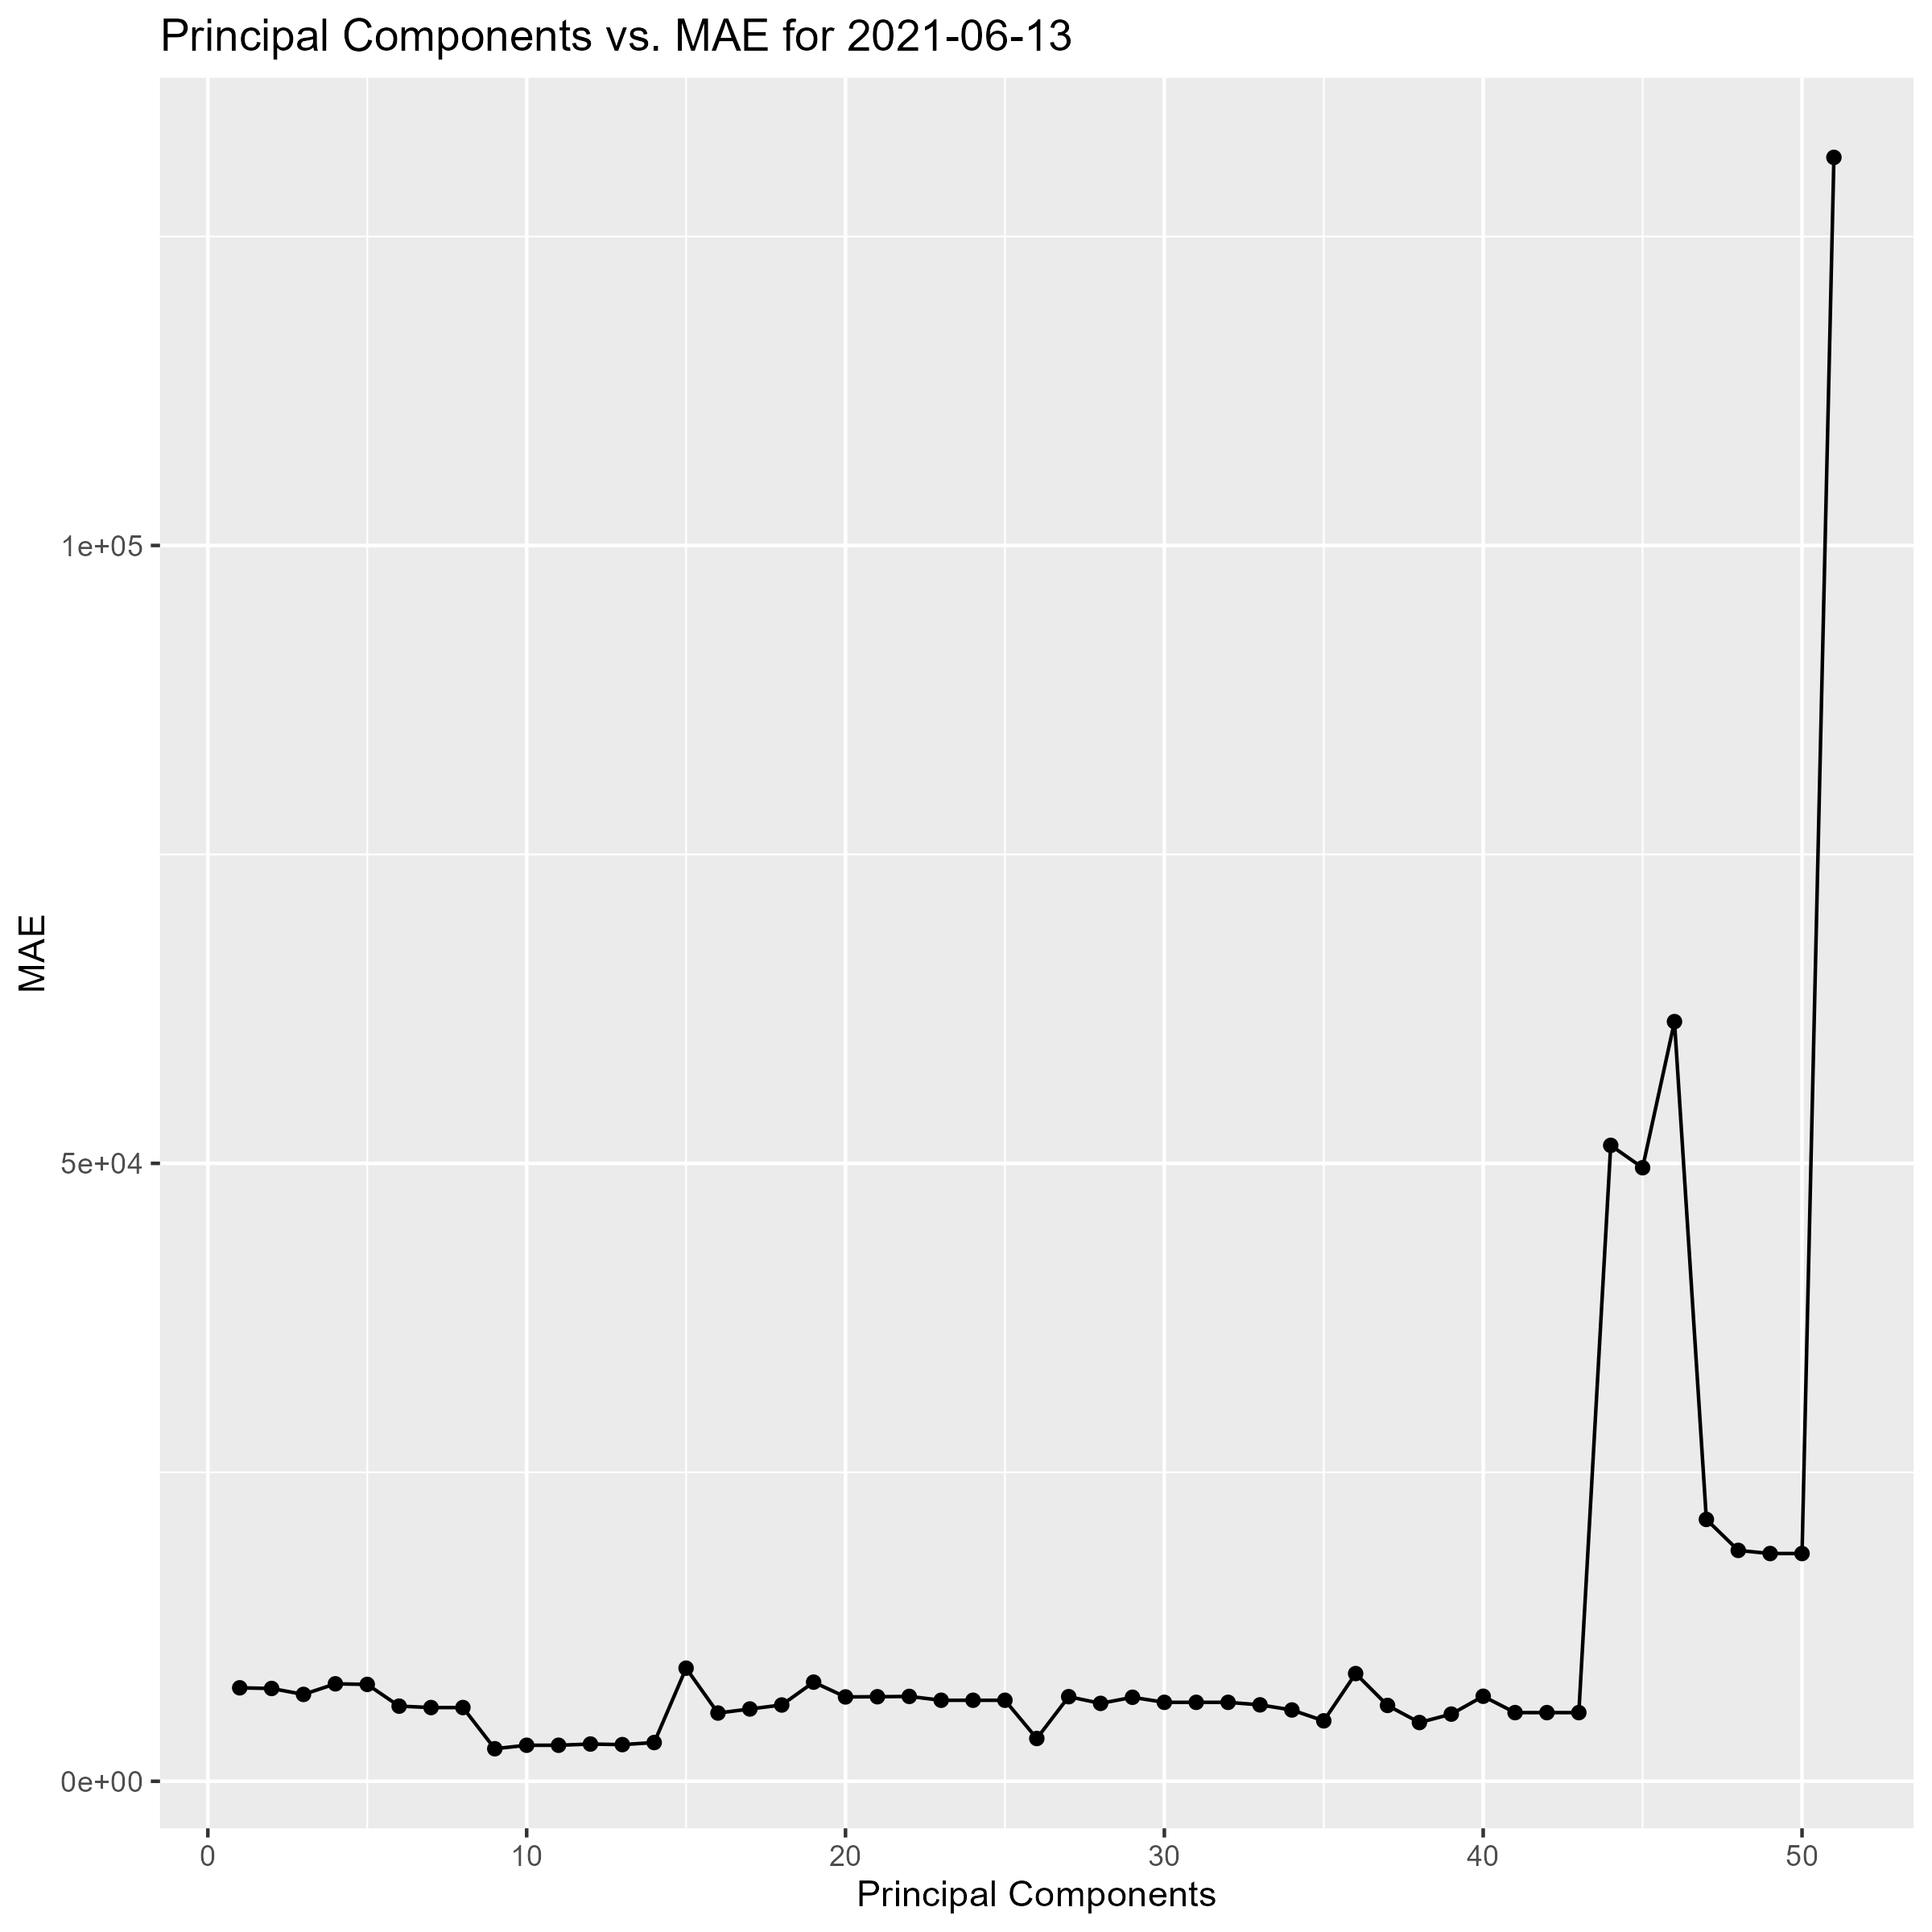 Principal Components vs. MAE for 2021-06-13
MAE
1e+05
5e+04
0e+00
0 10 20 30 40 50
Principal Components